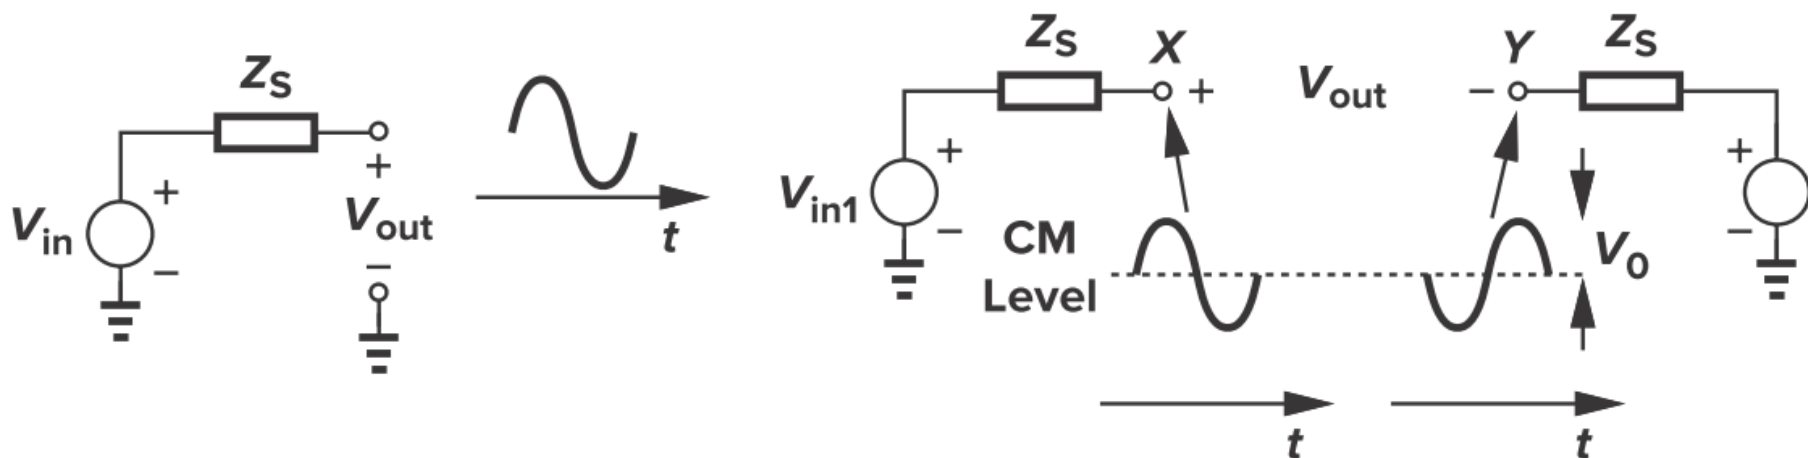 Z_S
V_in
+
−
+
V_out
−
t
Z_S
X
+
V_in1
+
−
V_out
Y
−
Z_S
+
−
CM
Level
V_0
t
t